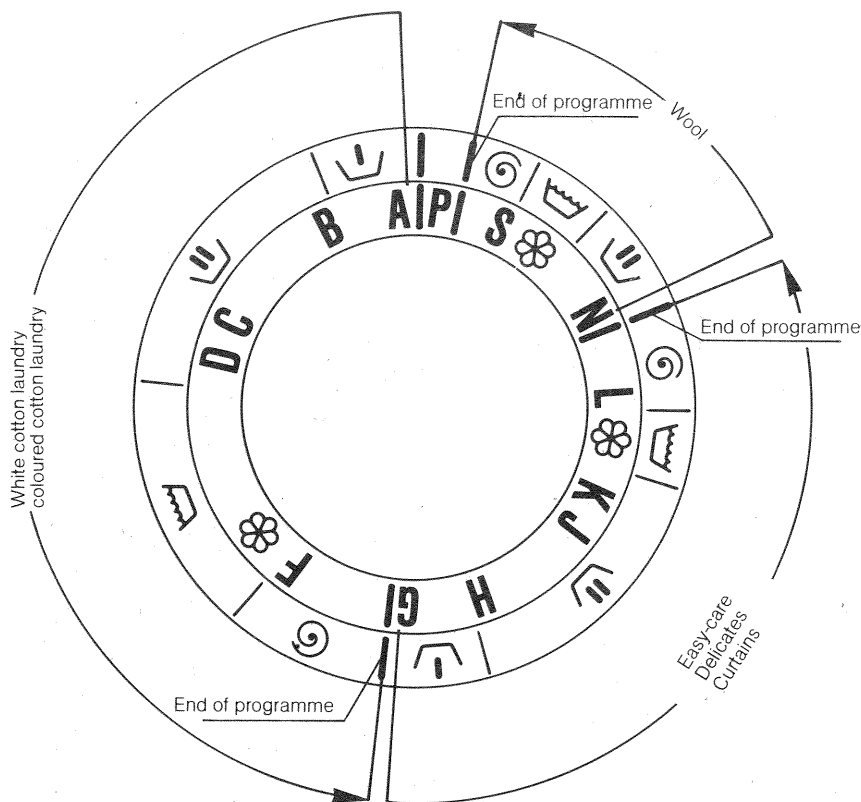 End of programme
Wool
End of programme
White cotton laundry
coloured cotton laundry
Easy-care
Delicates
Curtains
End of programme
A
P
S
N
L
K
J
H
G
F
D
C
B